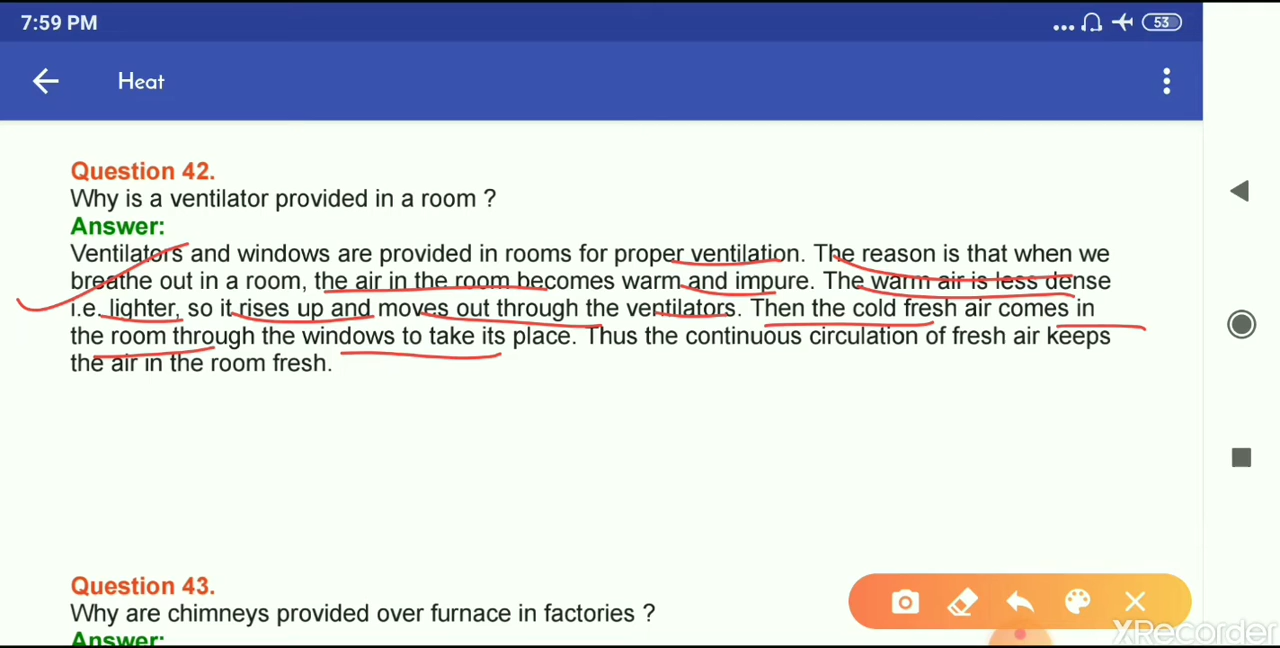 7:59 PM
53
Heat
Question 42.
Why is a ventilator provided in a room ?
Answer:
Ventilators and windows are provided in rooms for proper ventilation. The reason is that when we
breathe out in a room, the air in the room becomes warm and impure. The warm air is less dense
i.e. lighter, so it rises up and moves out through the ventilators. Then the cold fresh air comes in
the room through the windows to take its place. Thus the continuous circulation of fresh air keeps
the air in the room fresh.
Question 43.
Why are chimneys provided over furnace in factories ?
Answer:
XRecorder